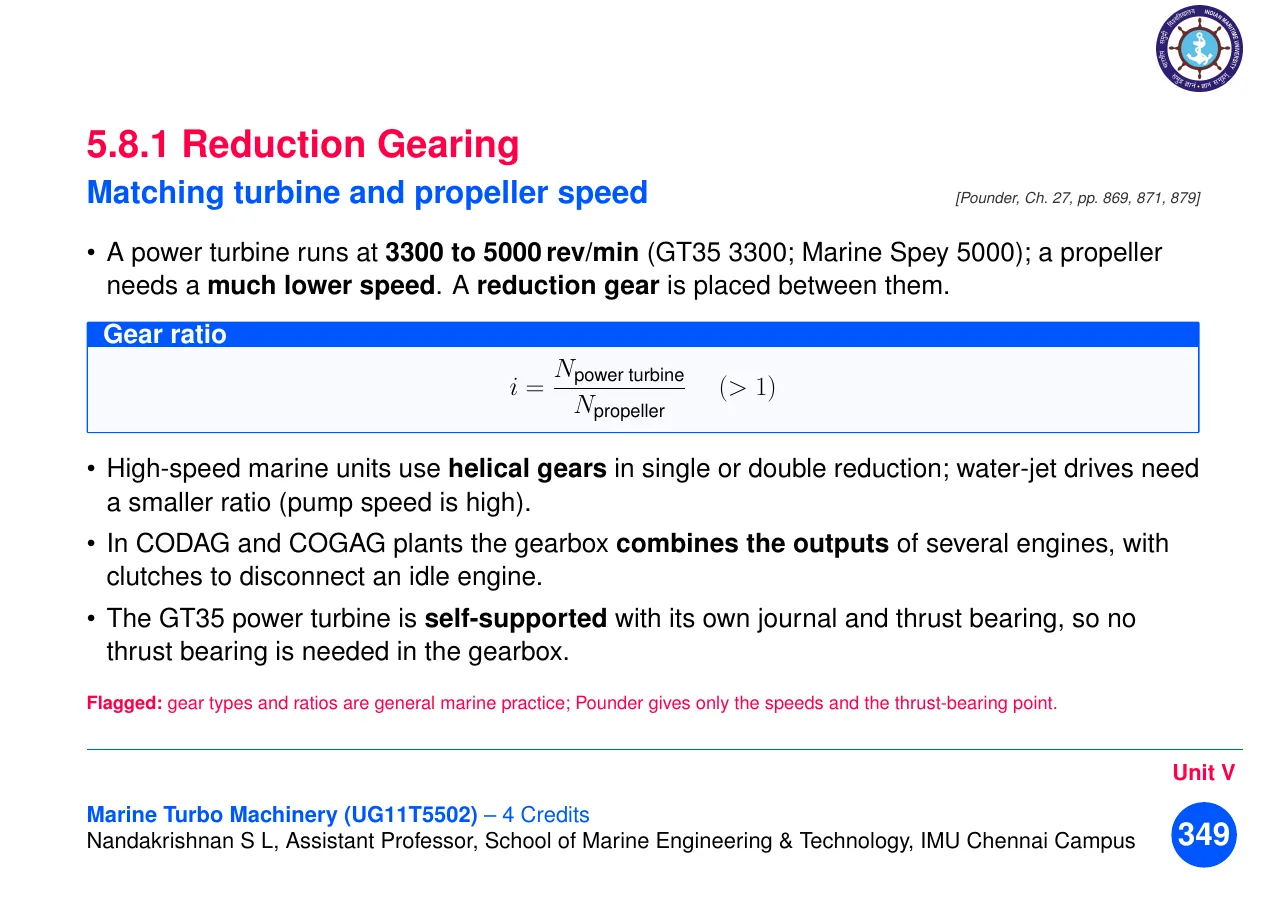 INDIAN MARITIME UNIVERSITY
5.8.1 Reduction Gearing
Matching turbine and propeller speed
[Pounder, Ch. 27, pp. 869, 871, 879]
• A power turbine runs at 3300 to 5000 rev/min (GT35 3300; Marine Spey 5000); a propeller
needs a much lower speed. A reduction gear is placed between them.
Gear ratio
i = N_power turbine / N_propeller (> 1)
• High-speed marine units use helical gears in single or double reduction; water-jet drives need
a smaller ratio (pump speed is high).
• In CODAG and COGAG plants the gearbox combines the outputs of several engines, with
clutches to disconnect an idle engine.
• The GT35 power turbine is self-supported with its own journal and thrust bearing, so no
thrust bearing is needed in the gearbox.
Flagged: gear types and ratios are general marine practice; Pounder gives only the speeds and the thrust-bearing point.
Unit V
Marine Turbo Machinery (UG11T5502) – 4 Credits
Nandakrishnan S L, Assistant Professor, School of Marine Engineering & Technology, IMU Chennai Campus
349